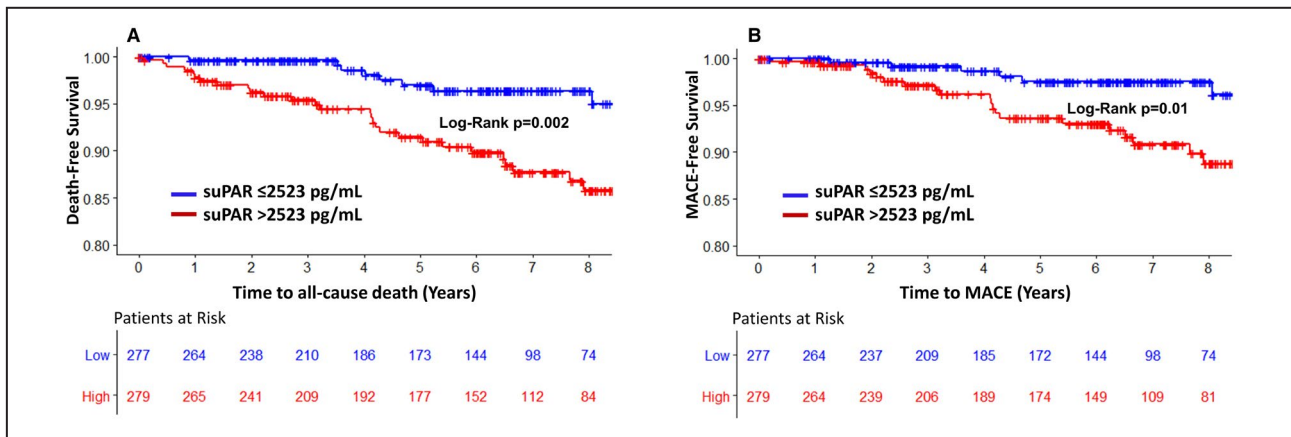 A
Death-Free Survival
1.00
0.95
0.90
0.85
0.80
Log-Rank p=0.002
suPAR ≤2523 pg/mL
suPAR >2523 pg/mL
0 1 2 3 4 5 6 7 8
Time to all-cause death (Years)
Patients at Risk
Low 277 264 238 210 186 173 144 98 74
High 279 265 241 209 192 177 152 112 84
B
MACE-Free Survival
1.00
0.95
0.90
0.85
0.80
Log-Rank p=0.01
suPAR ≤2523 pg/mL
suPAR >2523 pg/mL
0 1 2 3 4 5 6 7 8
Time to MACE (Years)
Patients at Risk
Low 277 264 237 209 185 172 144 98 74
High 279 264 239 206 189 174 149 109 81